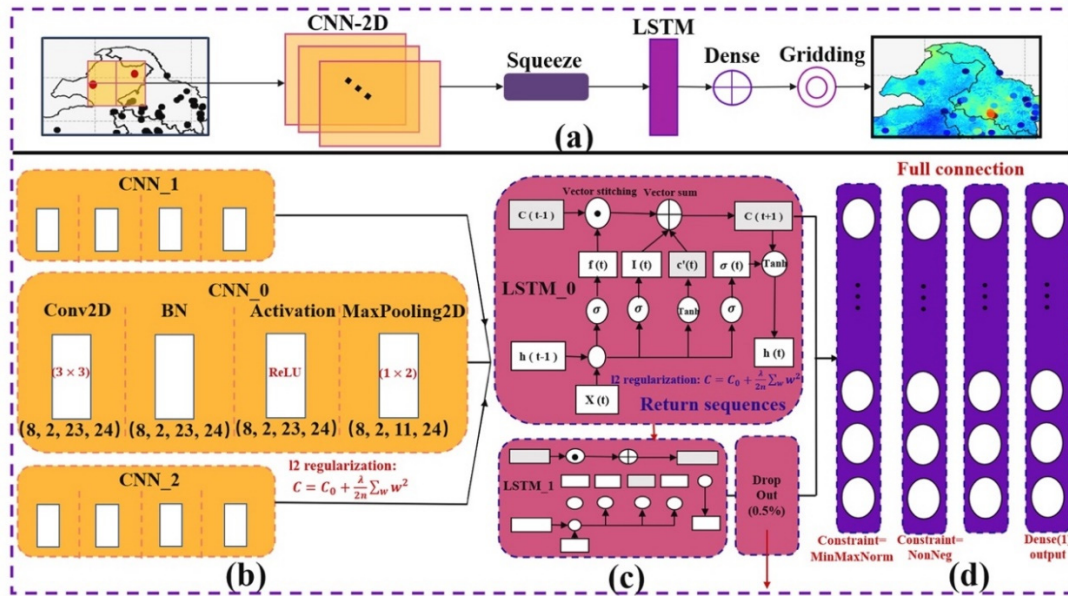 CNN-2D
LSTM
Squeeze
Dense
Gridding
(a)
CNN_1
CNN_0
Conv2D
BN
Activation
MaxPooling2D
(3 × 3)
ReLU
(1 × 2)
(8, 2, 23, 24)
(8, 2, 23, 24)
(8, 2, 23, 24)
(8, 2, 11, 24)
CNN_2
l2 regularization:
C = C₀ + λ/2n ∑w w²
(b)
Vector stitching
Vector sum
C ( t-1)
C (t+1)
f (t)
I (t)
c'(t)
σ (t)
Tanh
LSTM_0
σ
σ
Tanh
σ
h ( t-1)
h (t)
X (t)
l2 regularization: C = C₀ + λ/2n ∑w w²
Return sequences
LSTM_1
Drop
Out
(0.5%)
(c)
Full connection
Constraint=
MinMaxNorm
Constraint=
NonNeg
Dense(1)
output
(d)